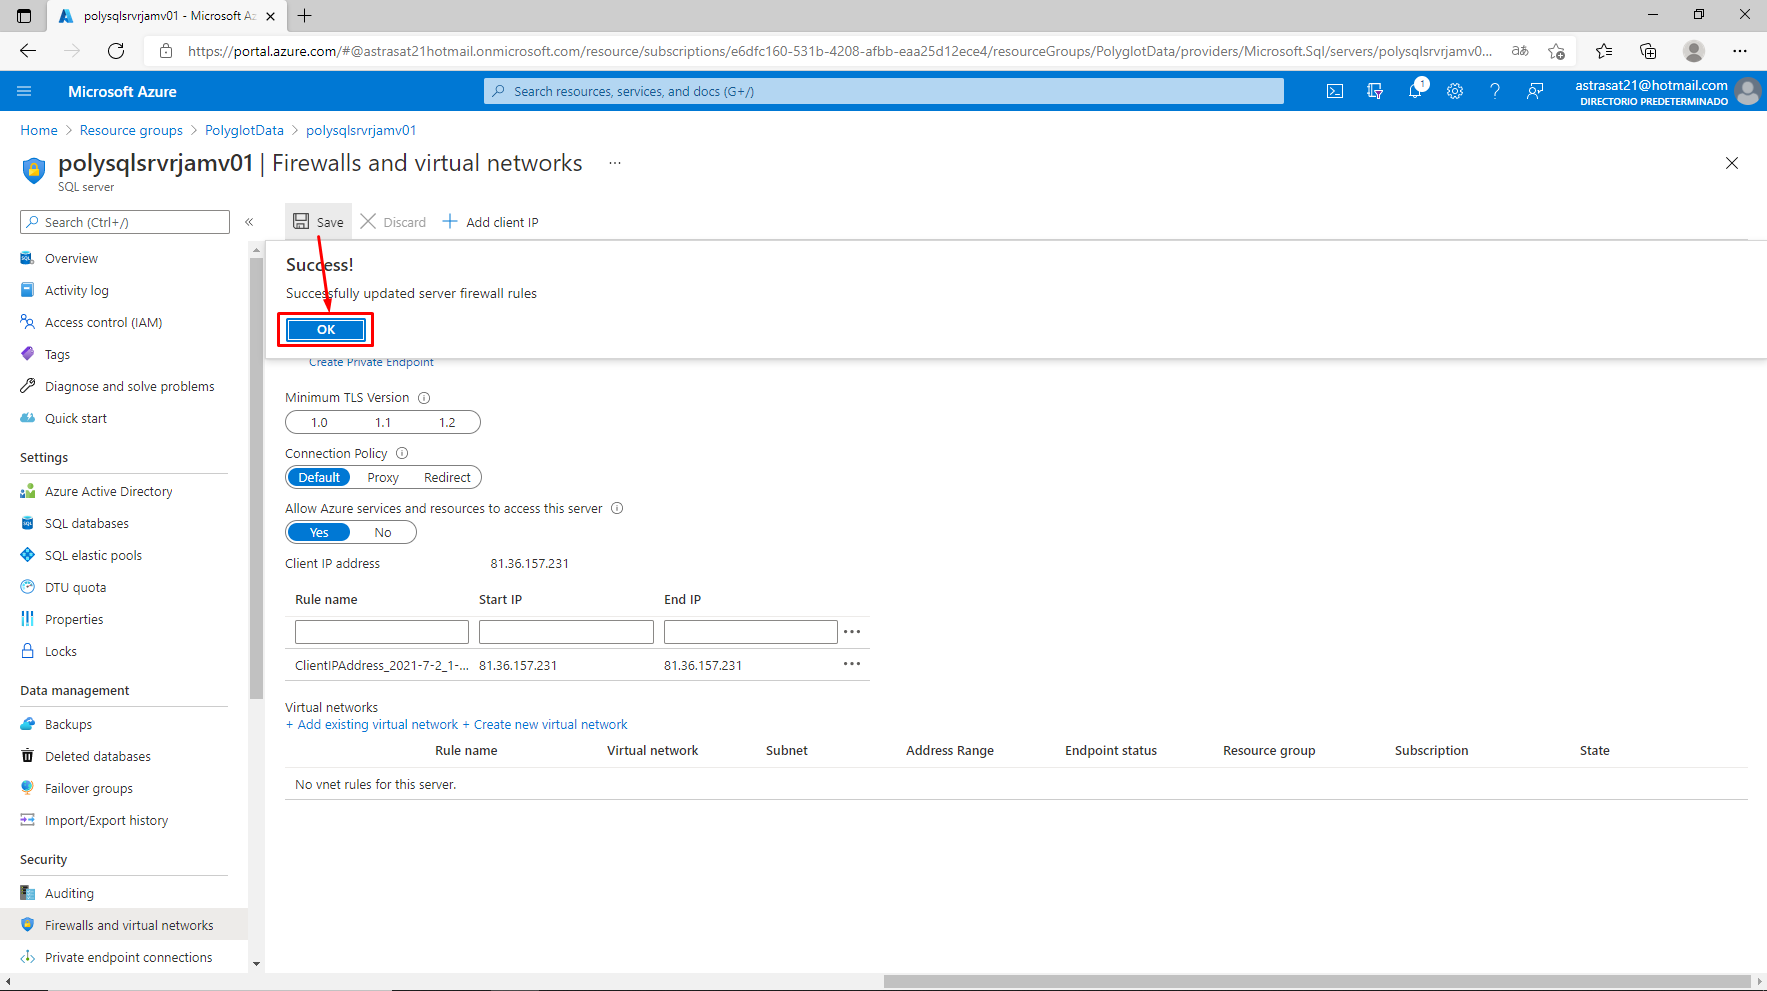 polysqlsrvrjamv01 - Microsoft Az
https://portal.azure.com/#@astrasat21hotmail.onmicrosoft.com/resource/subscriptions/e6dfc160-531b-4208-afbb-eaa25d12ece4/resourceGroups/PolyglotData/providers/Microsoft.Sql/servers/polysqlsrvrjamv0...
Microsoft Azure
Search resources, services, and docs (G+/)
1
astrasat21@hotmail.com
DIRECTORIO PREDETERMINADO
Home > Resource groups > PolyglotData > polysqlsrvrjamv01
polysqlsrvrjamv01 | Firewalls and virtual networks ...
SQL server
Search (Ctrl+/)
«
Save
Discard
Add client IP
Overview
Activity log
Access control (IAM)
Tags
Diagnose and solve problems
Quick start
Settings
Azure Active Directory
SQL databases
SQL elastic pools
DTU quota
Properties
Locks
Data management
Backups
Deleted databases
Failover groups
Import/Export history
Security
Auditing
Firewalls and virtual networks
Private endpoint connections
Success!
Successfully updated server firewall rules
OK
Create Private Endpoint
Minimum TLS Version
1.0 1.1 1.2
Connection Policy
Default Proxy Redirect
Allow Azure services and resources to access this server
Yes No
Client IP address 81.36.157.231
Rule name Start IP End IP
ClientIPAddress_2021-7-2_1-... 81.36.157.231 81.36.157.231
Virtual networks
+ Add existing virtual network + Create new virtual network
Rule name Virtual network Subnet Address Range Endpoint status Resource group Subscription State
No vnet rules for this server.